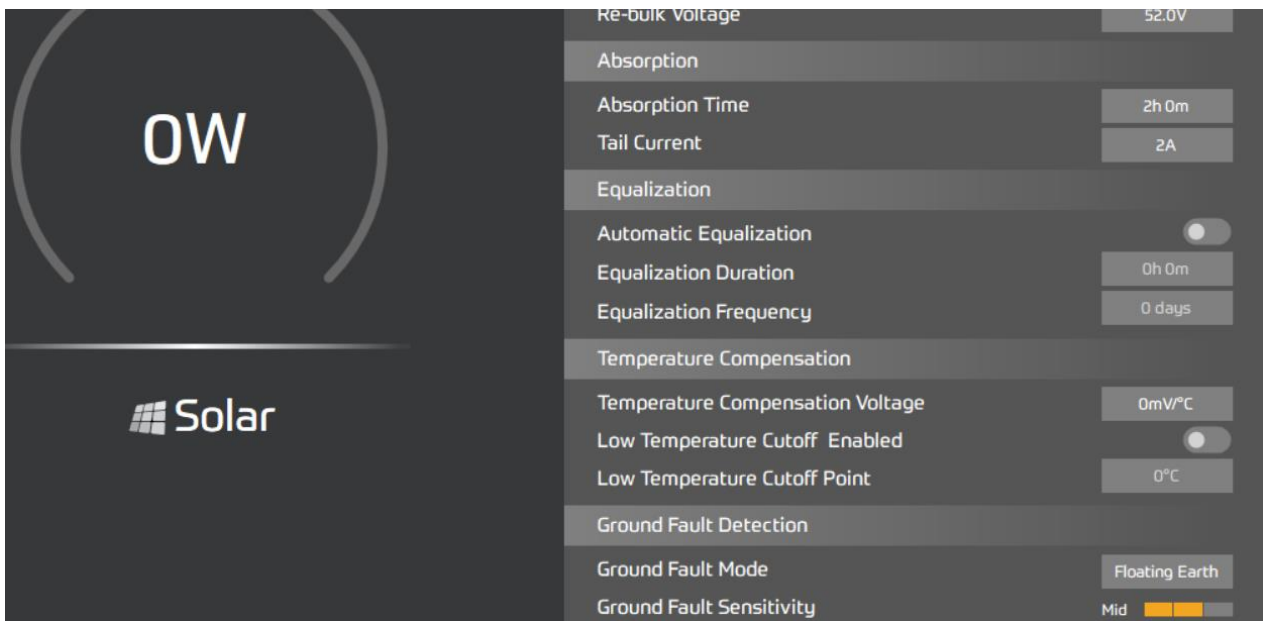 Re-bulk Voltage 52.0V
Absorption
0W
Absorption Time 2h 0m
Tail Current 2A
Equalization
Automatic Equalization
Equalization Duration 0h 0m
Equalization Frequency 0 days
Temperature Compensation
Solar
Temperature Compensation Voltage 0mV/°C
Low Temperature Cutoff Enabled
Low Temperature Cutoff Point 0°C
Ground Fault Detection
Ground Fault Mode Floating Earth
Ground Fault Sensitivity Mid